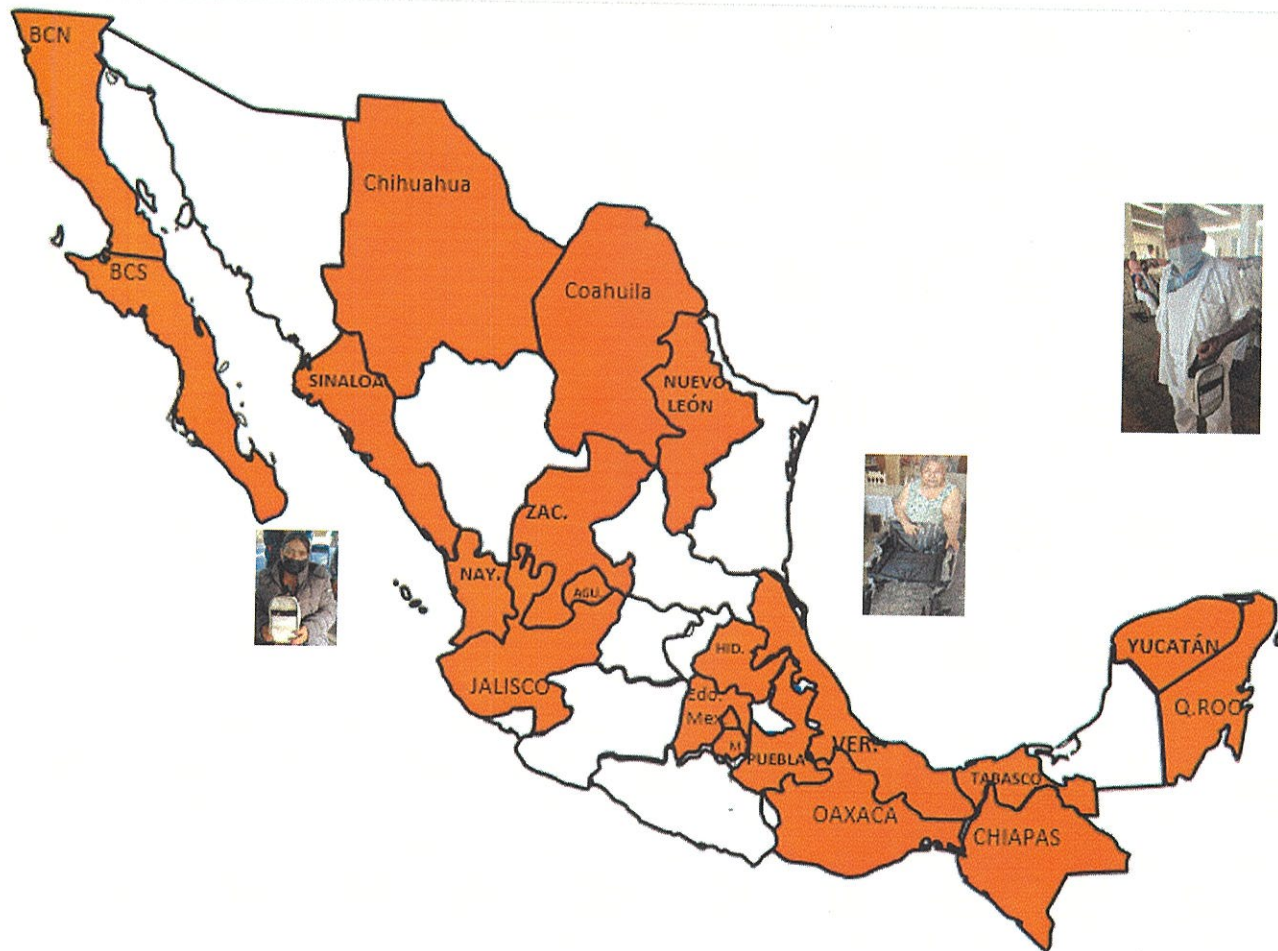 BCN
Chihuahua
BCS
Coahuila
SINALOA
NUEVO
LEÓN
ZAC.
NAY.
AGU.
YUCATÁN
HID.
JALISCO
Edo.
Mex
Q.ROO
VER.
M
PUEBLA
TABASCO
OAXACA
CHIAPAS